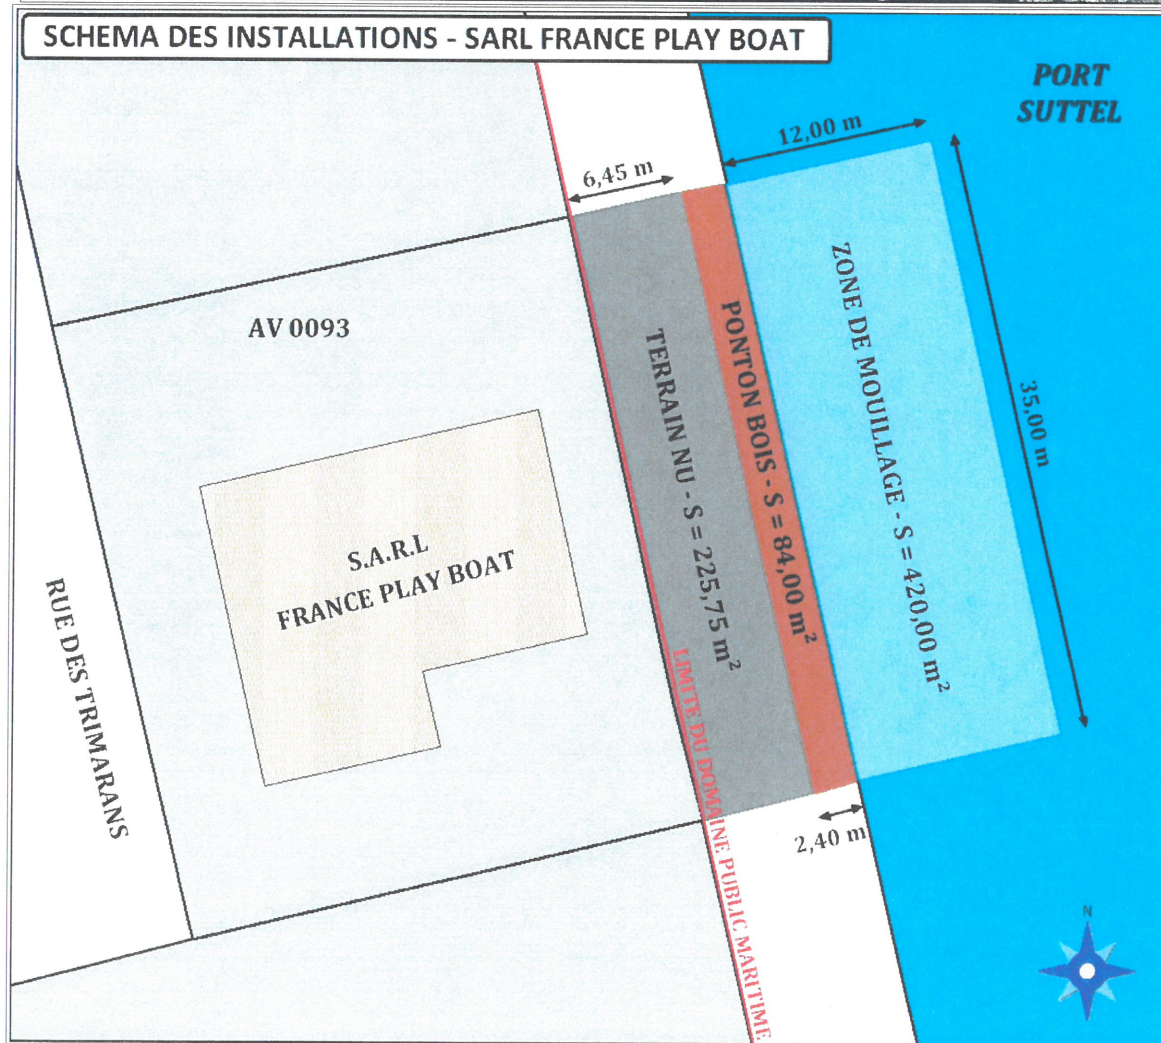 SCHEMA DES INSTALLATIONS - SARL FRANCE PLAY BOAT
PORT
SUTTEL
12,00 m
6,45 m
AV 0093
ZONE DE MOUILLAGE - S = 420,00 m²
PONTON BOIS - S = 84,00 m²
TERRAIN NU - S = 225,75 m²
35,00 m
S.A.R.L
FRANCE PLAY BOAT
RUE DES TRIMARANS
LIMITE DU DOMAINE PUBLIC MARITIME
2,40 m
N